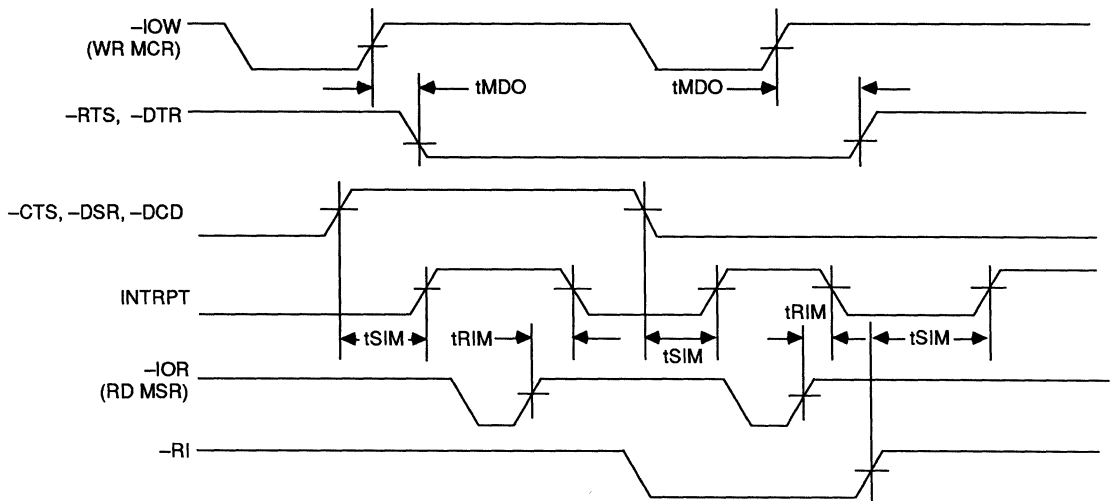 –IOW
(WR MCR)
tMDO
tMDO
–RTS, –DTR
–CTS, –DSR, –DCD
INTRPT
tSIM
tRIM
tSIM
tRIM
tSIM
–IOR
(RD MSR)
–RI